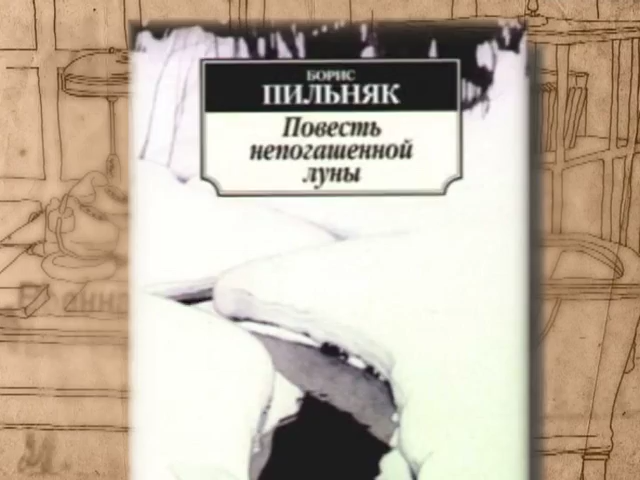 БОРИС
ПИЛЬНЯК
Повесть
непогашенной
луны